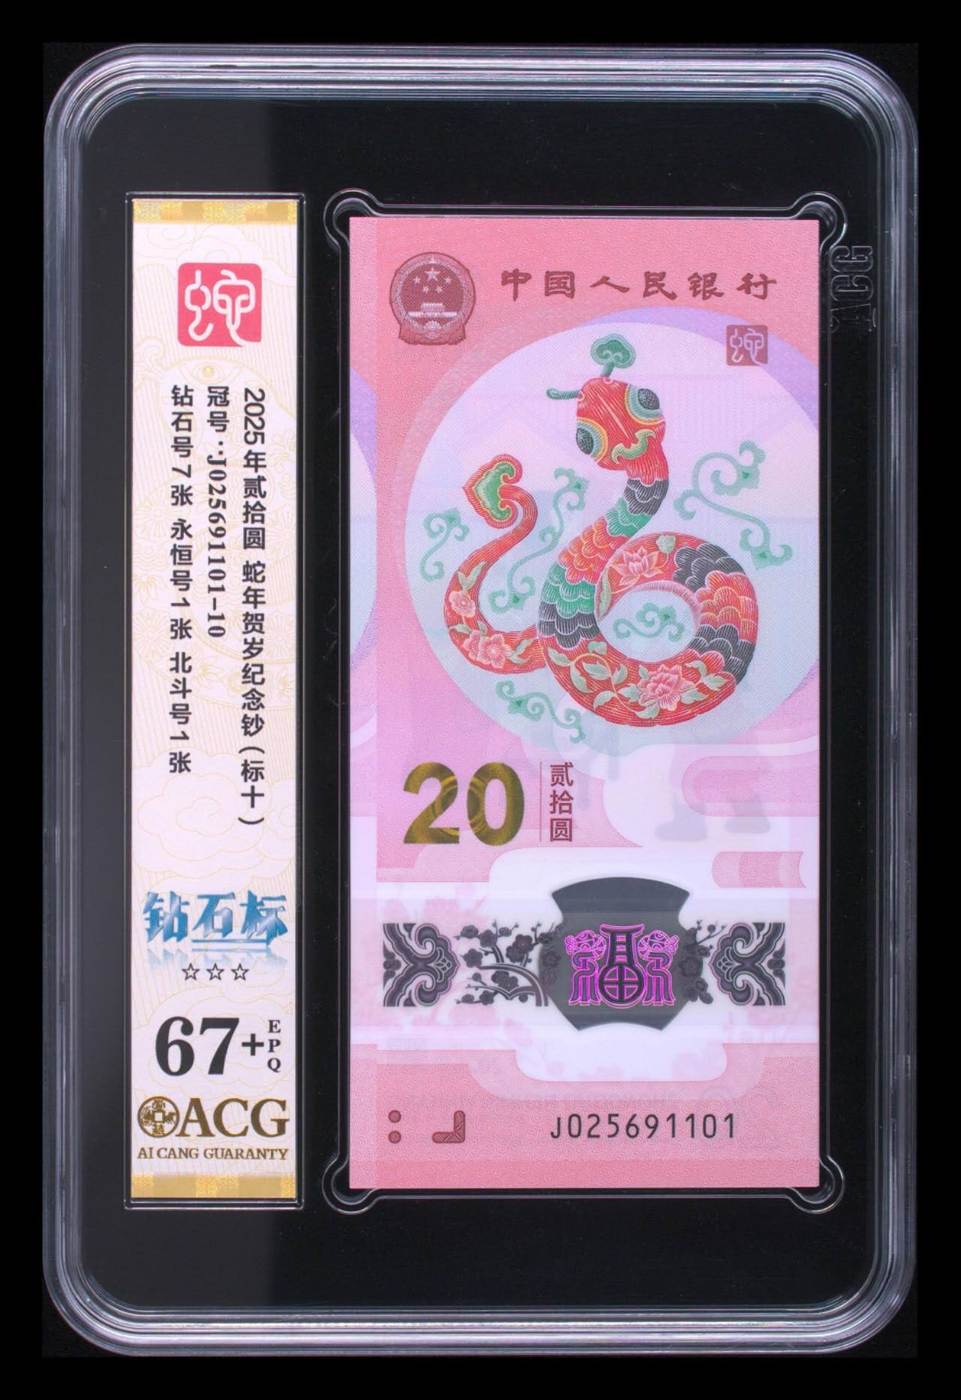 蛇
2025年贰拾圆 蛇年贺岁纪念钞(标十)
冠号:J025691101-10
钻石号7张 永恒号1张 北斗号1张
钻石标
☆☆☆
67+EPQ
ACG
AI CANG GUARANTY
中国人民银行
蛇
20 贰拾圆
福
J025691101
ACG